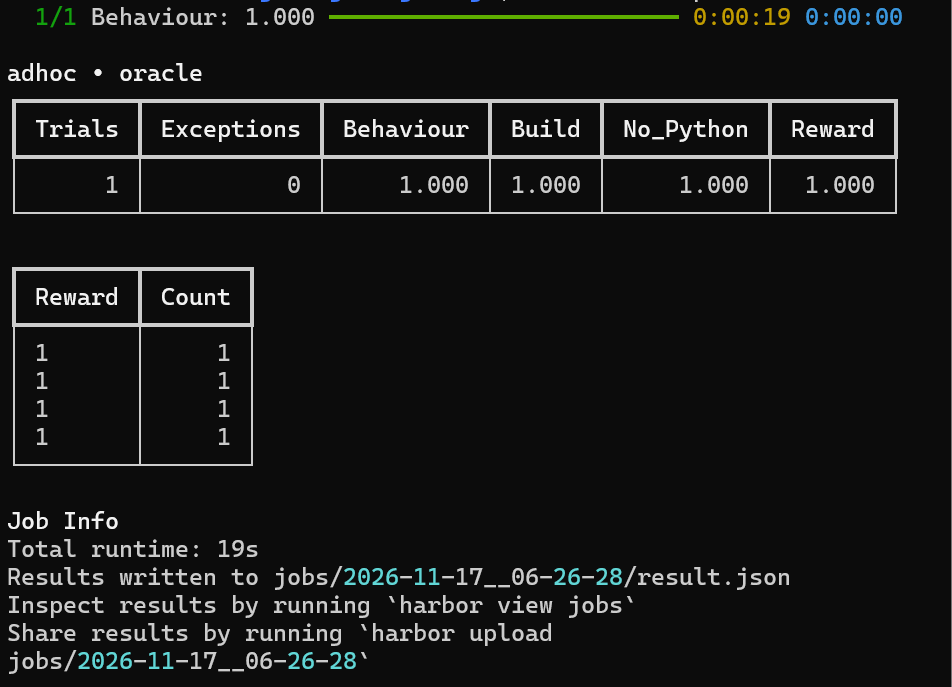 1/1 Behaviour: 1.000 0:00:19 0:00:00
adhoc • oracle
Trials Exceptions Behaviour Build No_Python Reward
1 0 1.000 1.000 1.000 1.000
Reward Count
1 1
1 1
1 1
1 1
Job Info
Total runtime: 19s
Results written to jobs/2026-11-17__06-26-28/result.json
Inspect results by running `harbor view jobs`
Share results by running `harbor upload
jobs/2026-11-17__06-26-28`